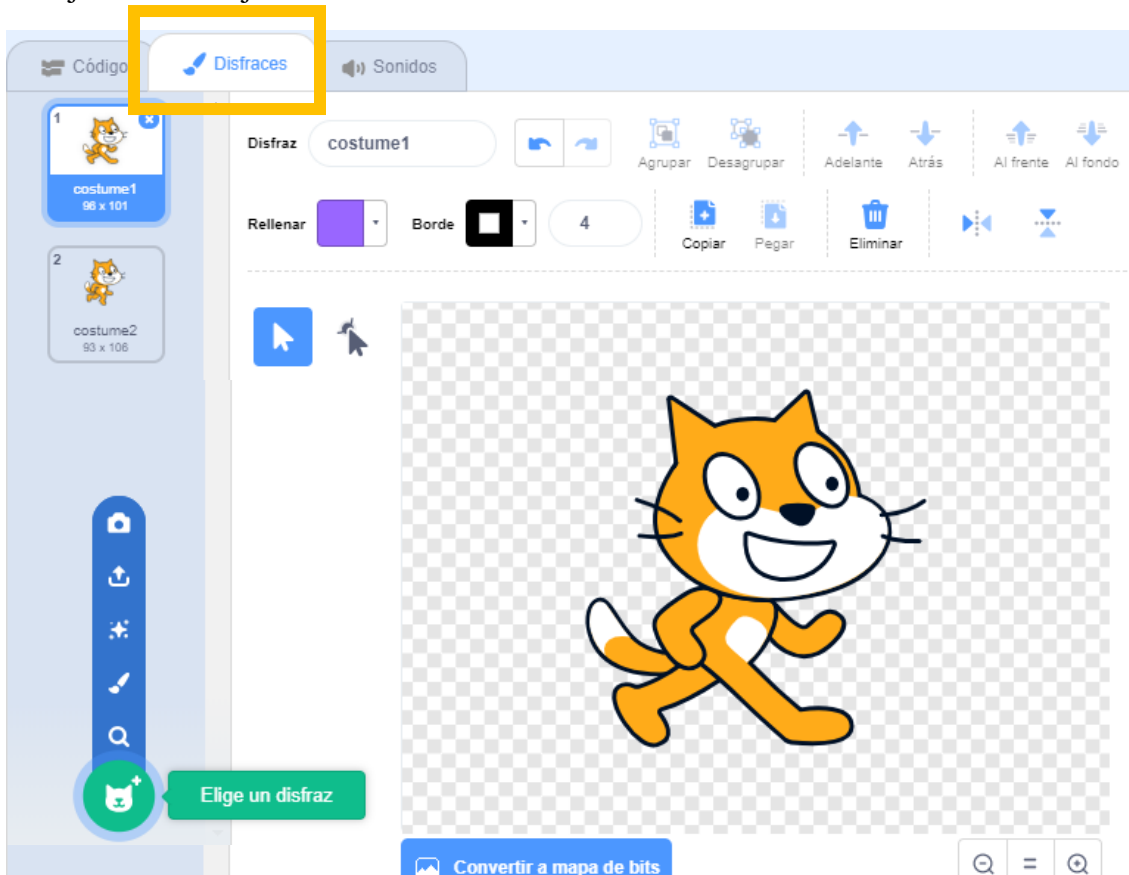 Código
Disfraces
Sonidos
1
costume1
96 x 101
2
costume2
93 x 106
Disfraz costume1
Agrupar Desagrupar Adelante Atrás Al frente Al fondo
Rellenar Borde 4
Copiar Pegar Eliminar
Elige un disfraz
Convertir a mapa de bits